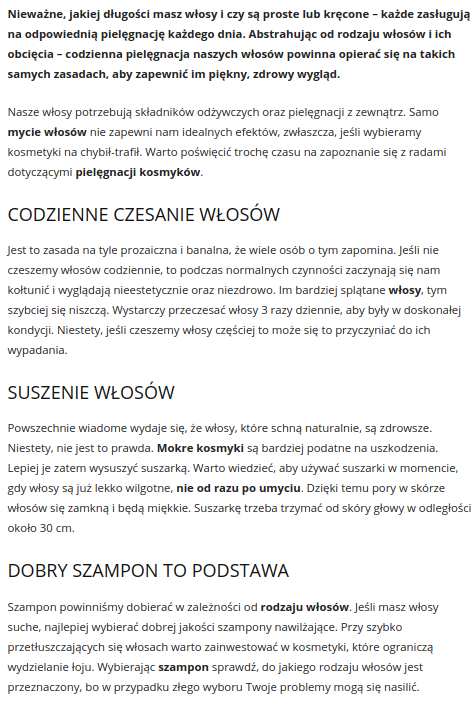 Nieważne, jakiej długości masz włosy i czy są proste lub kręcone – każde zasługują
na odpowiednią pielęgnację każdego dnia. Abstrahując od rodzaju włosów i ich
obcięcia – codzienna pielęgnacja naszych włosów powinna opierać się na takich
samych zasadach, aby zapewnić im piękny, zdrowy wygląd.
Nasze włosy potrzebują składników odżywczych oraz pielęgnacji z zewnątrz. Samo
mycie włosów nie zapewni nam idealnych efektów, zwłaszcza, jeśli wybieramy
kosmetyki na chybił-trafił. Warto poświęcić trochę czasu na zapoznanie się z radami
dotyczącymi pielęgnacji kosmyków.
CODZIENNE CZESANIE WŁOSÓW
Jest to zasada na tyle prozaiczna i banalna, że wiele osób o tym zapomina. Jeśli nie
czeszemy włosów codziennie, to podczas normalnych czynności zaczynają się nam
kołtunić i wyglądają nieestetycznie oraz niezdrowo. Im bardziej splątane włosy, tym
szybciej się niszczą. Wystarczy przeczesać włosy 3 razy dziennie, aby były w doskonałej
kondycji. Niestety, jeśli czeszemy włosy częściej to może się to przyczyniać do ich
wypadania.
SUSZENIE WŁOSÓW
Powszechnie wiadome wydaje się, że włosy, które schną naturalnie, są zdrowsze.
Niestety, nie jest to prawda. Mokre kosmyki są bardziej podatne na uszkodzenia.
Lepiej je zatem wysuszyć suszarką. Warto wiedzieć, aby używać suszarki w momencie,
gdy włosy są już lekko wilgotne, nie od razu po umyciu. Dzięki temu pory w skórze
włosów się zamkną i będą miękkie. Suszarkę trzeba trzymać od skóry głowy w odległości
około 30 cm.
DOBRY SZAMPON TO PODSTAWA
Szampon powinniśmy dobierać w zależności od rodzaju włosów. Jeśli masz włosy
suche, najlepiej wybierać dobrej jakości szampony nawilżające. Przy szybko
przetłuszczających się włosach warto zainwestować w kosmetyki, które ograniczą
wydzielanie łoju. Wybierając szampon sprawdź, do jakiego rodzaju włosów jest
przeznaczony, bo w przypadku złego wyboru Twoje problemy mogą się nasilić.